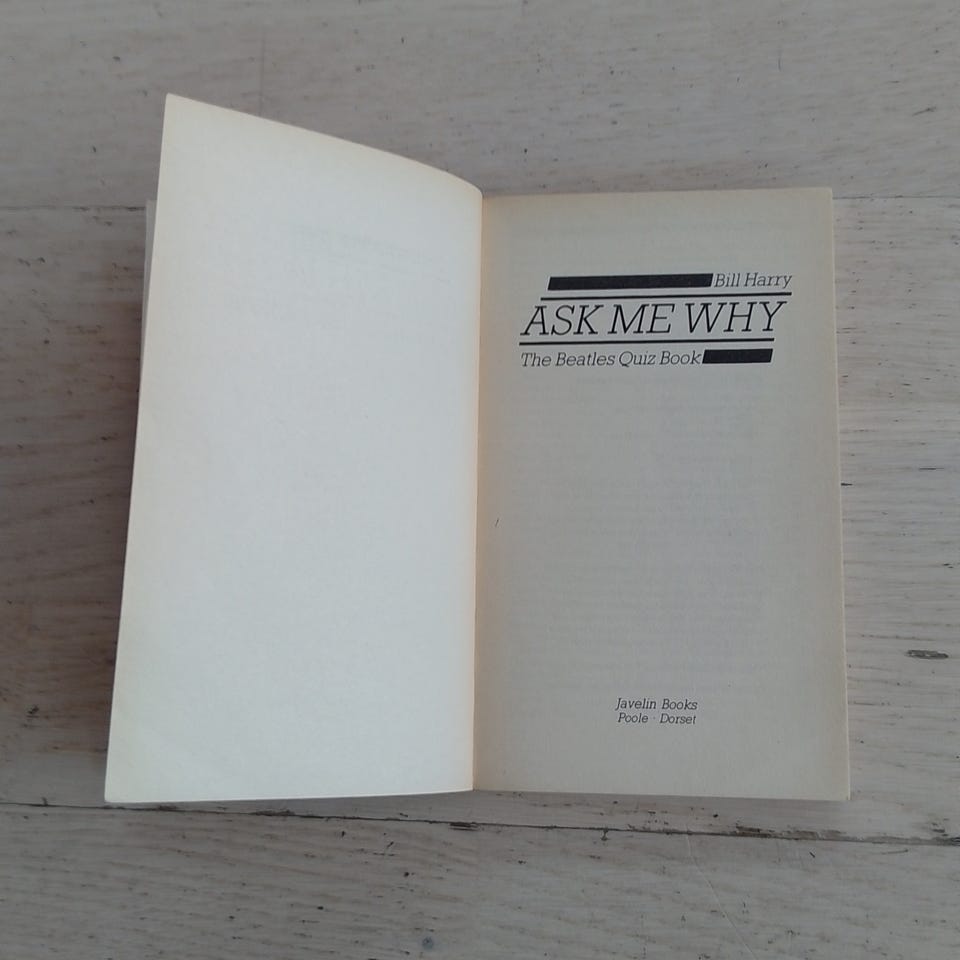 Bill Harry
ASK ME WHY
The Beatles Quiz Book
Javelin Books
Poole · Dorset